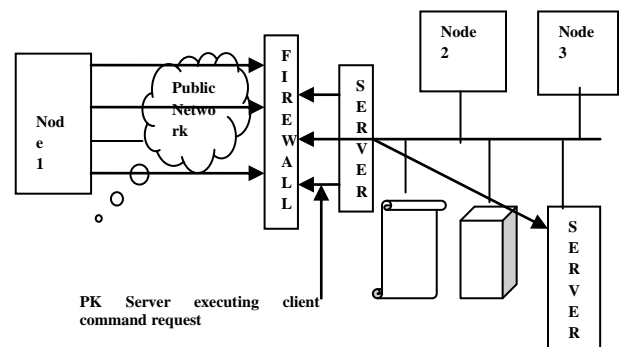 Nod
e
1
Public
Netwo
rk
F
I
R
E
W
A
L
L
S
E
R
V
E
R
Node
2
Node
3
S
E
R
V
E
R
PK Server executing client
command request